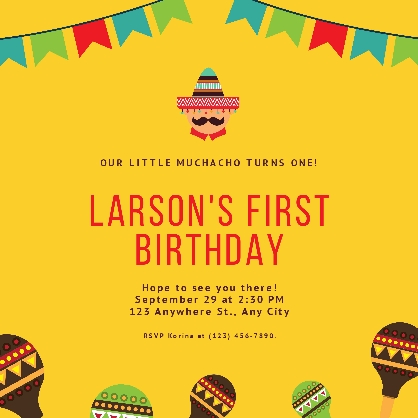 OUR LITTLE MUCHACHO TURNS ONE!
LARSON'S FIRST
BIRTHDAY
Hope to see you there!
September 29 at 2:30 PM
123 Anywhere St., Any City
RSVP Korina at (123) 456-7890.